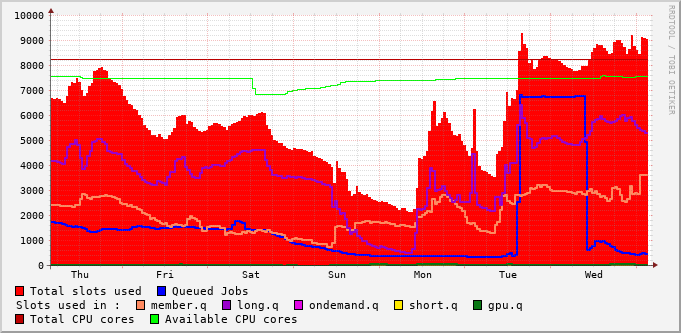 10000
9000
8000
7000
6000
5000
4000
3000
2000
1000
0
Thu Fri Sat Sun Mon Tue Wed
RRDTOOL / TOBI OETIKER
Total slots used Queued Jobs
Slots used in : member.q long.q ondemand.q short.q gpu.q
Total CPU cores Available CPU cores